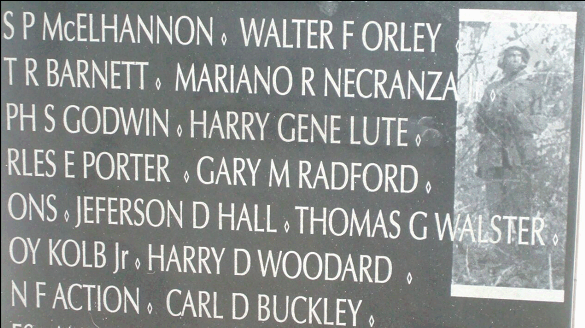 S P McELHANNON ◊ WALTER F ORLEY ◊
T R BARNETT ◊ MARIANO R NECRANZA
PH S GODWIN ◊ HARRY GENE LUTE ◊
RLES E PORTER ◊ GARY M RADFORD ◊
ONS ◊ JEFERSON D HALL ◊ THOMAS G WALSTER ◊
OY KOLB Jr ◊ HARRY D WOODARD ◊
N F ACTION ◊ CARL D BUCKLEY ◊